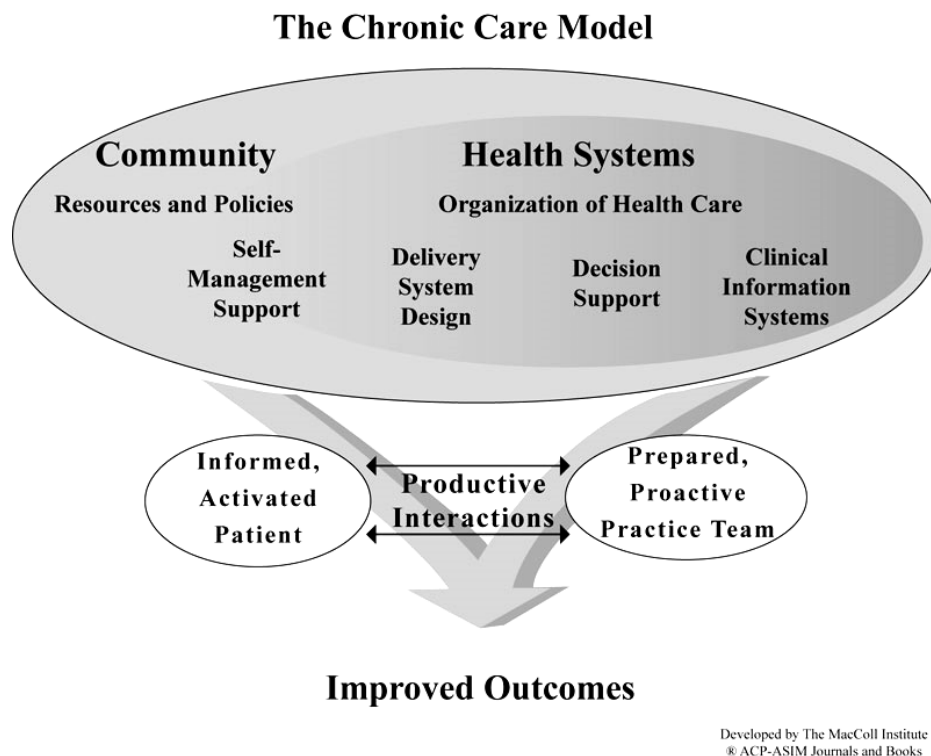 The Chronic Care Model
Community
Health Systems
Resources and Policies
Organization of Health Care
Self-
Management
Support
Delivery
System
Design
Decision
Support
Clinical
Information
Systems
Informed,
Activated
Patient
Productive
Interactions
Prepared,
Proactive
Practice Team
Improved Outcomes
Developed by The MacColl Institute
® ACP-ASIM Journals and Books